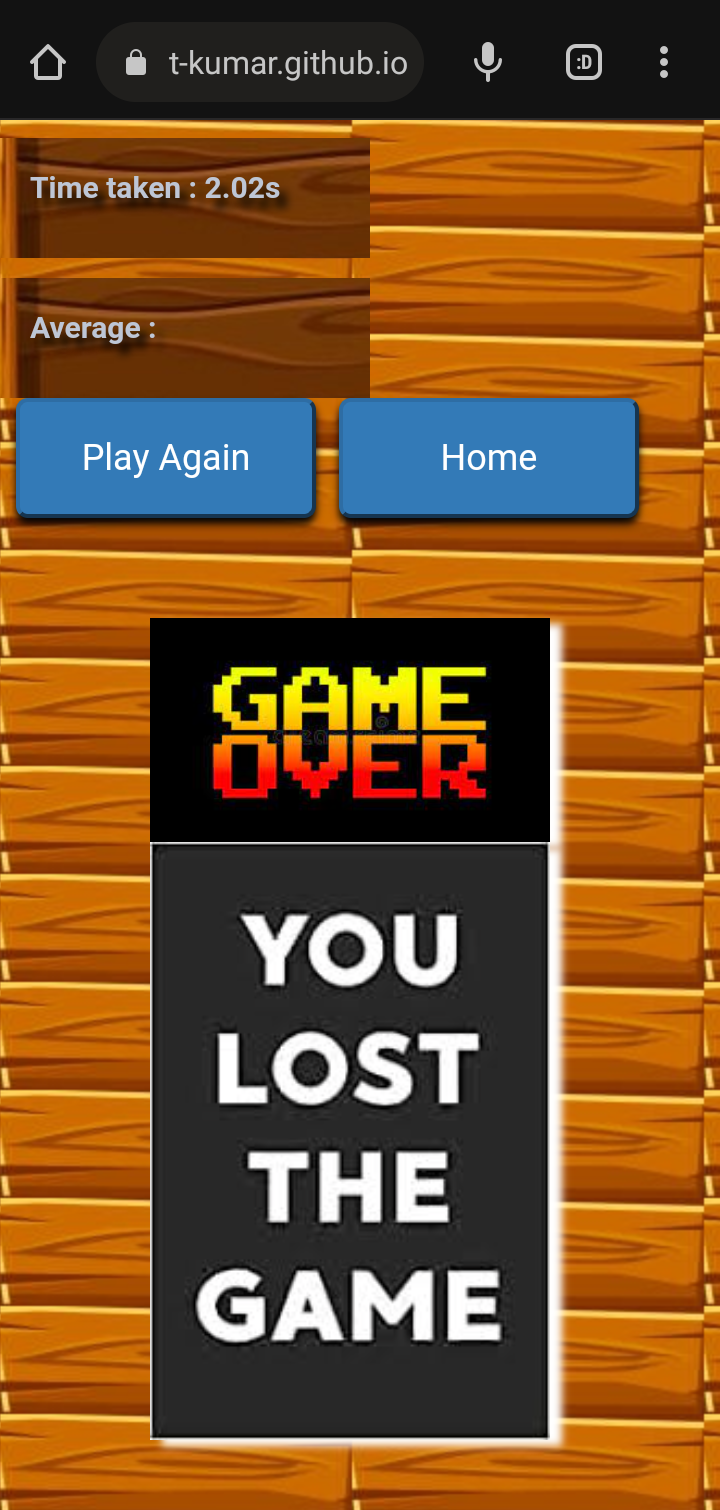 t-kumar.github.io
:D
Time taken : 2.02s
Average :
Play Again
Home
GAME
OVER
YOU
LOST
THE
GAME